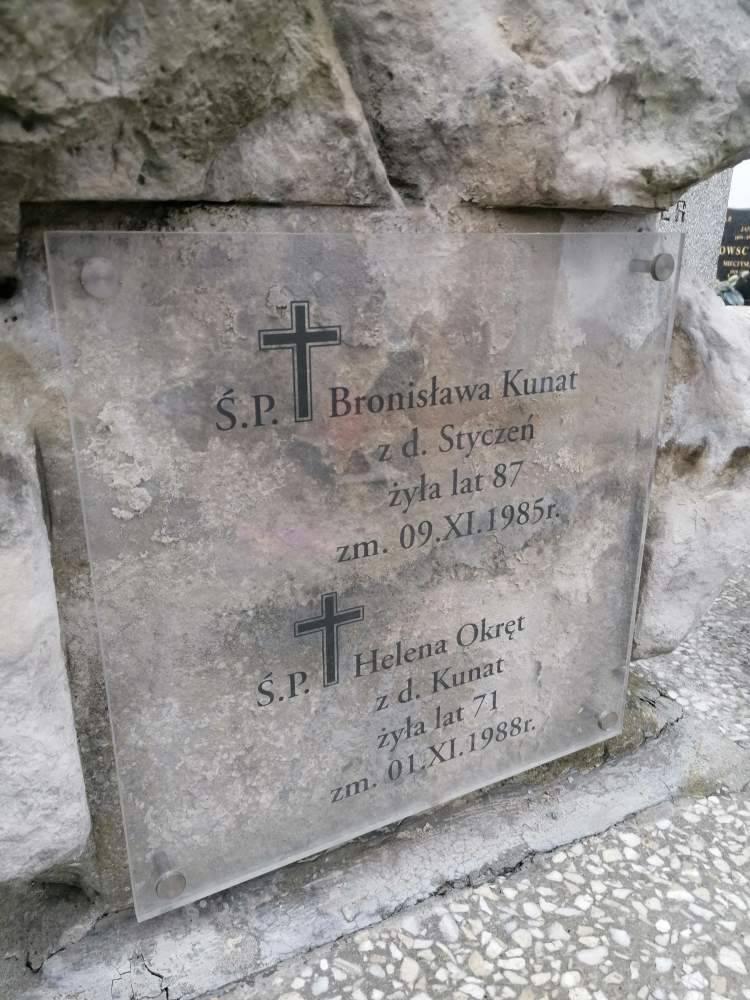 Ś.P. Bronisława Kunat
z d. Styczeń
żyła lat 87
zm. 09.XI.1985r.
Ś.P. Helena Okręt
z d. Kunat
żyła lat 71
zm. 01.XI.1988r.